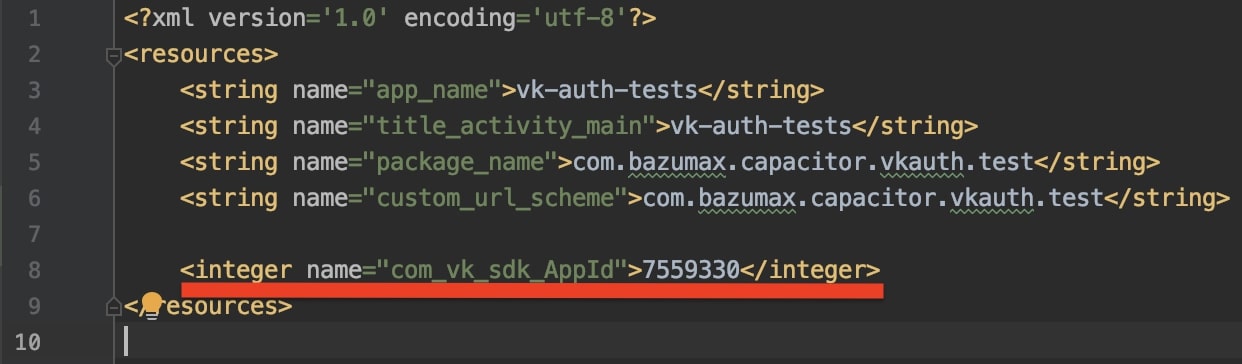 1 <?xml version='1.0' encoding='utf-8'?>
2 <resources>
3 <string name="app_name">vk-auth-tests</string>
4 <string name="title_activity_main">vk-auth-tests</string>
5 <string name="package_name">com.bazumax.capacitor.vkauth.test</string>
6 <string name="custom_url_scheme">com.bazumax.capacitor.vkauth.test</string>
7
8 <integer name="com_vk_sdk_AppId">7559330</integer>
9 </resources>
10